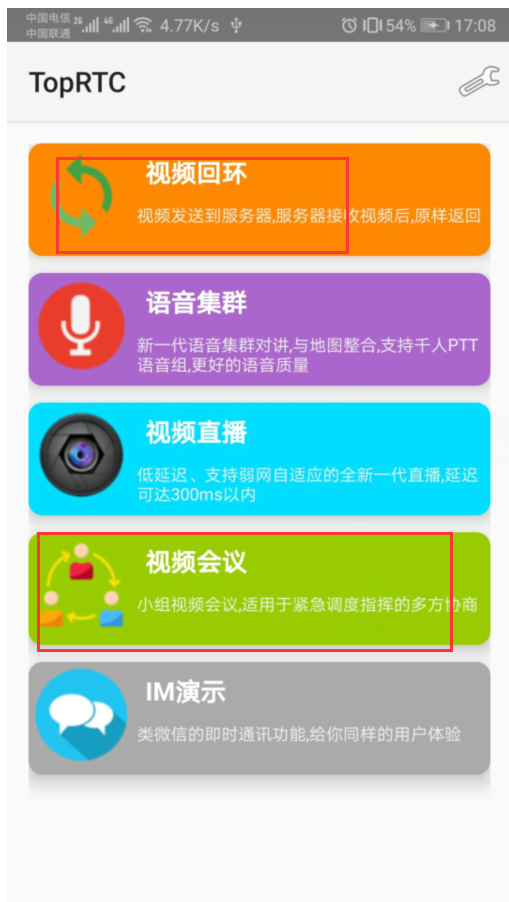 中国电信 2G 4G 4.77K/s 54% 17:08
中国联通
TopRTC
视频回环
视频发送到服务器,服务器接收视频后,原样返回
语音集群
新一代语音集群对讲,与地图整合,支持千人PTT
语音组,更好的语音质量
视频直播
低延迟、支持弱网自适应的全新一代直播,延迟
可达300ms以内
视频会议
小组视频会议,适用于紧急调度指挥的多方协商
IM演示
类微信的即时通讯功能,给你同样的用户体验